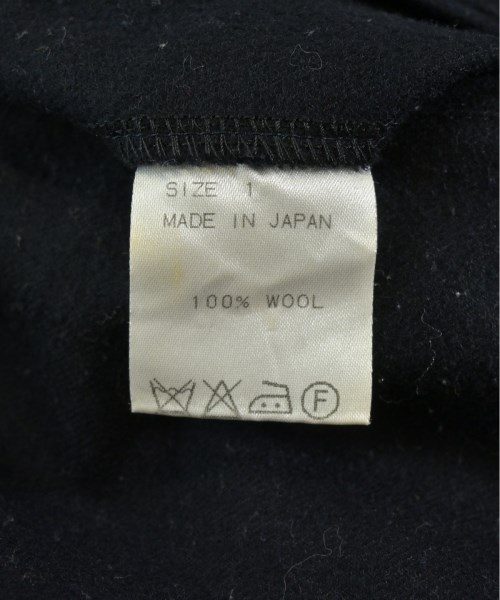 SIZE 1
MADE IN JAPAN
100% WOOL
F